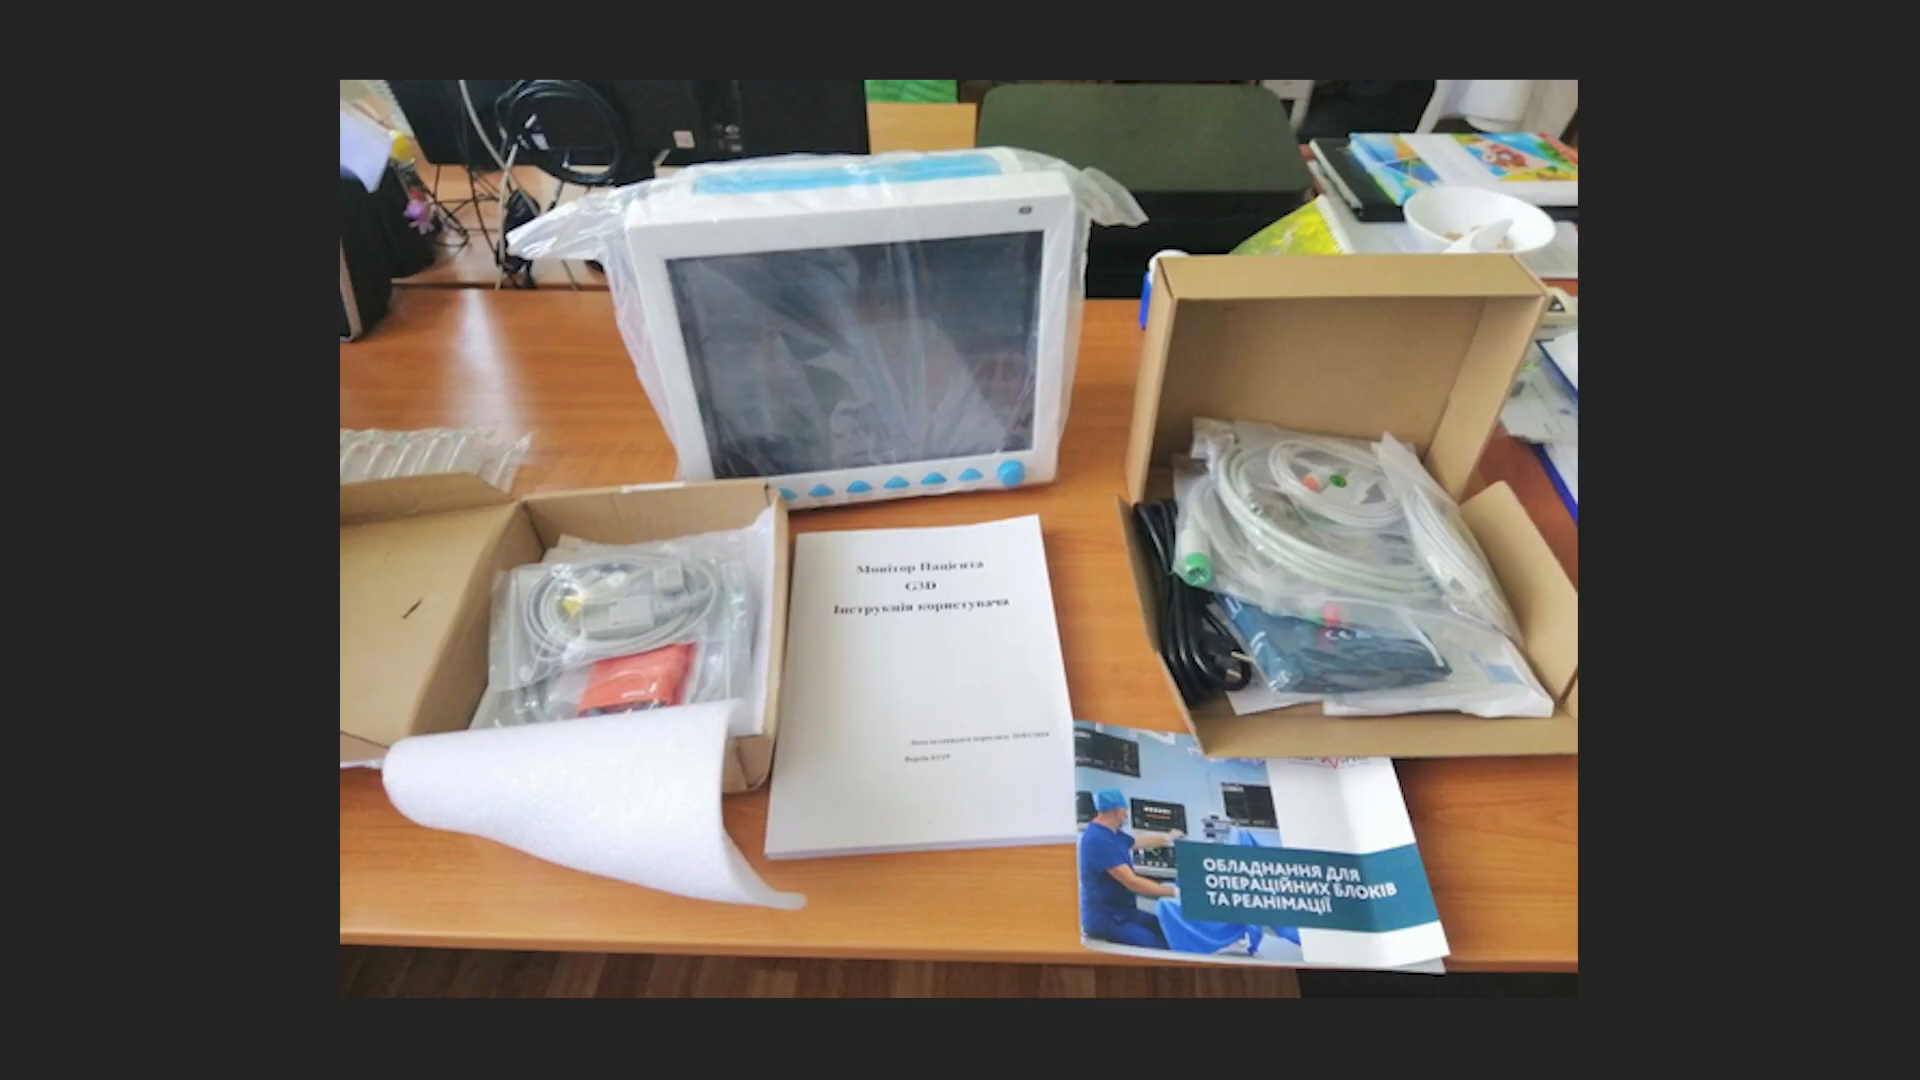 Монітор Пацієнта
G3D
Інструкція користувача
ОБЛАДНАННЯ ДЛЯ
ОПЕРАЦІЙНИХ БЛОКІВ
ТА РЕАНІМАЦІЇ